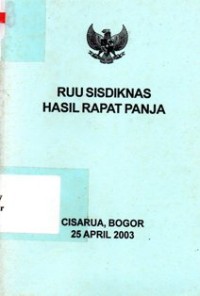 RUU SISDIKNAS
HASIL RAPAT PANJA
CISARUA, BOGOR
25 APRIL 2003